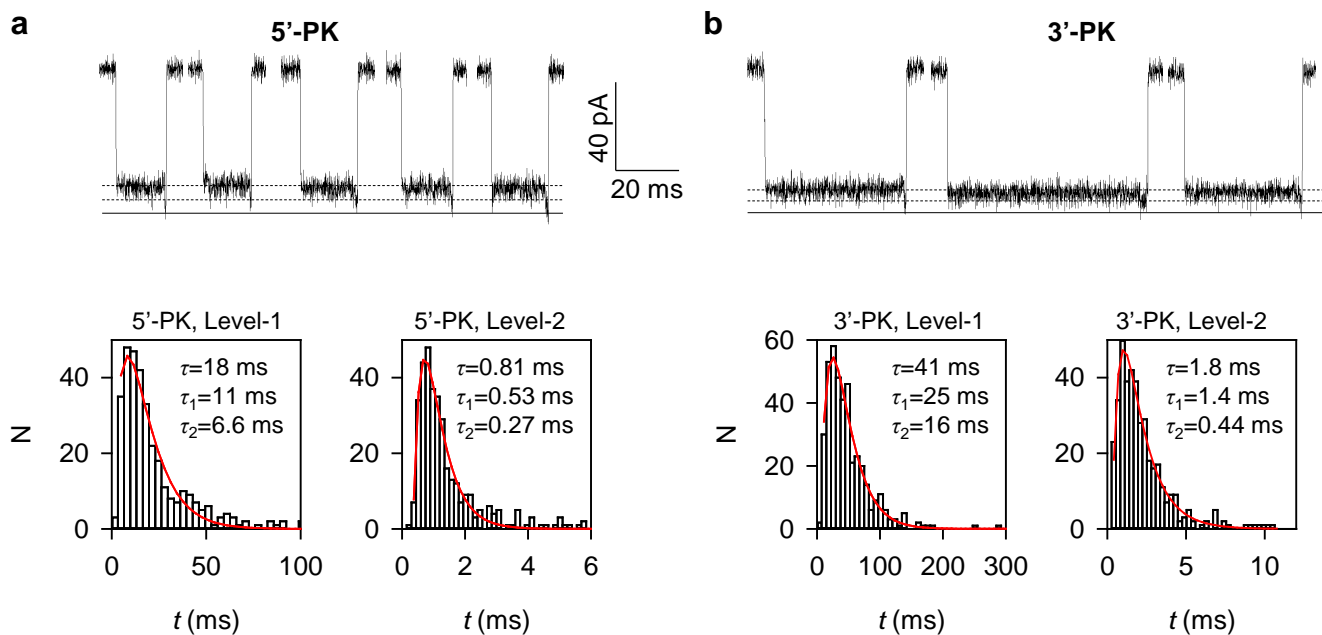 a
5’-PK
b
3’-PK
40 pA
20 ms
5’-PK, Level-1
N
40
20
0
τ=18 ms
τ1=11 ms
τ2=6.6 ms
0 50 100
t (ms)
5’-PK, Level-2
40
20
0
τ=0.81 ms
τ1=0.53 ms
τ2=0.27 ms
0 2 4 6
t (ms)
3’-PK, Level-1
N
60
40
20
0
τ=41 ms
τ1=25 ms
τ2=16 ms
0 100 200 300
t (ms)
3’-PK, Level-2
40
20
0
τ=1.8 ms
τ1=1.4 ms
τ2=0.44 ms
0 5 10
t (ms)